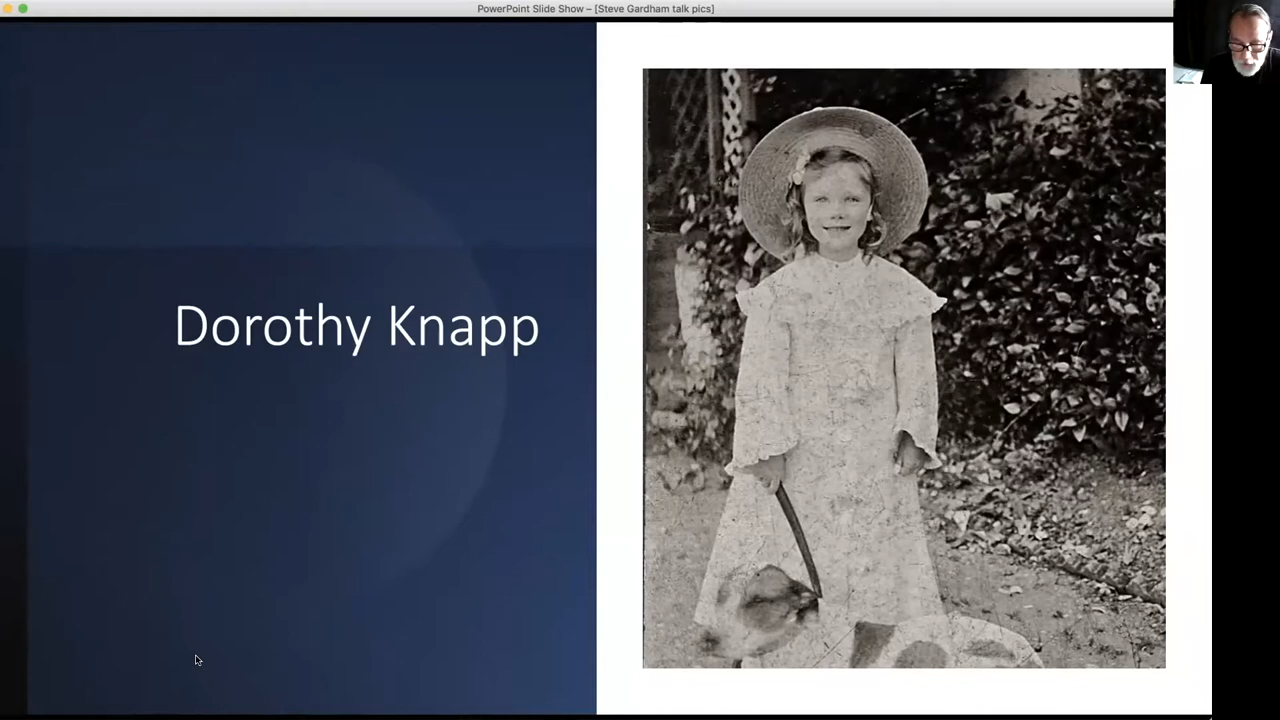 PowerPoint Slide Show – [Steve Gardham talk pics]
Dorothy Knapp